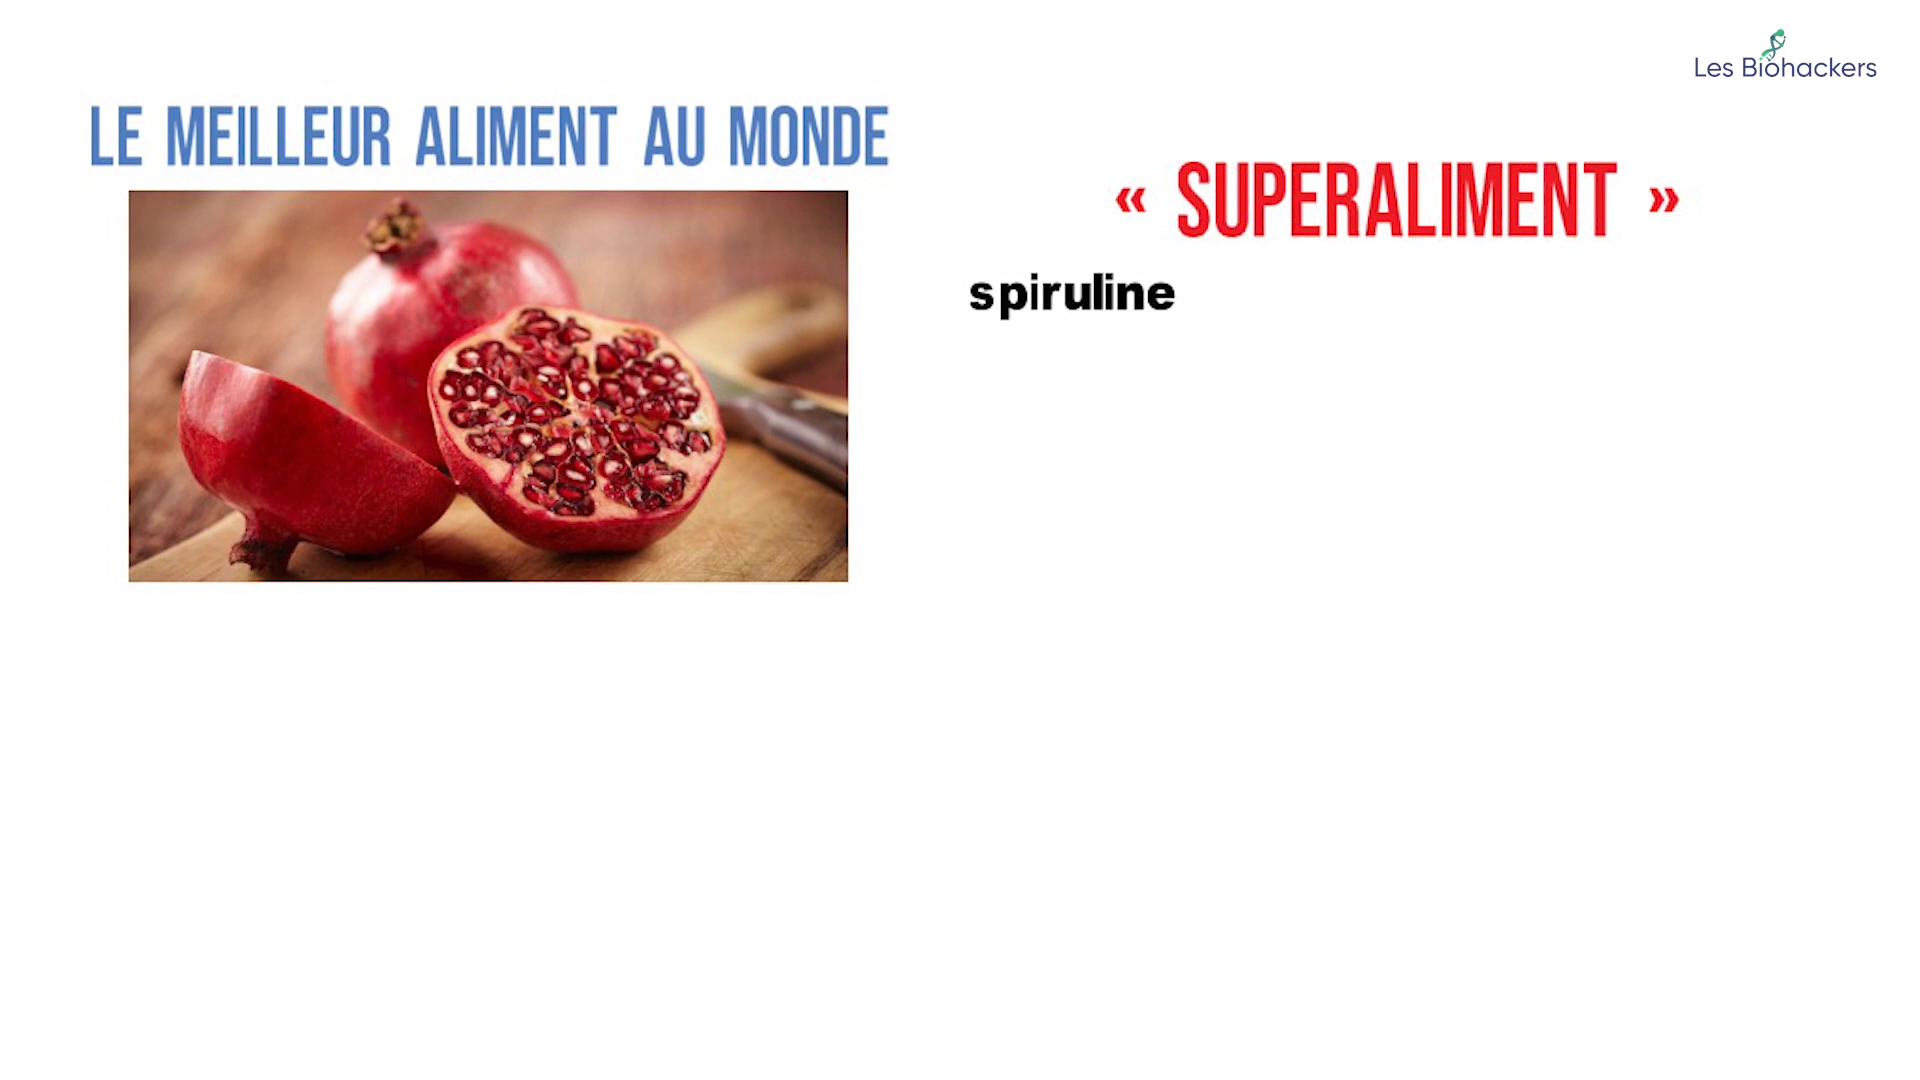 Les Biohackers
LE MEILLEUR ALIMENT AU MONDE
« SUPERALIMENT »
spiruline